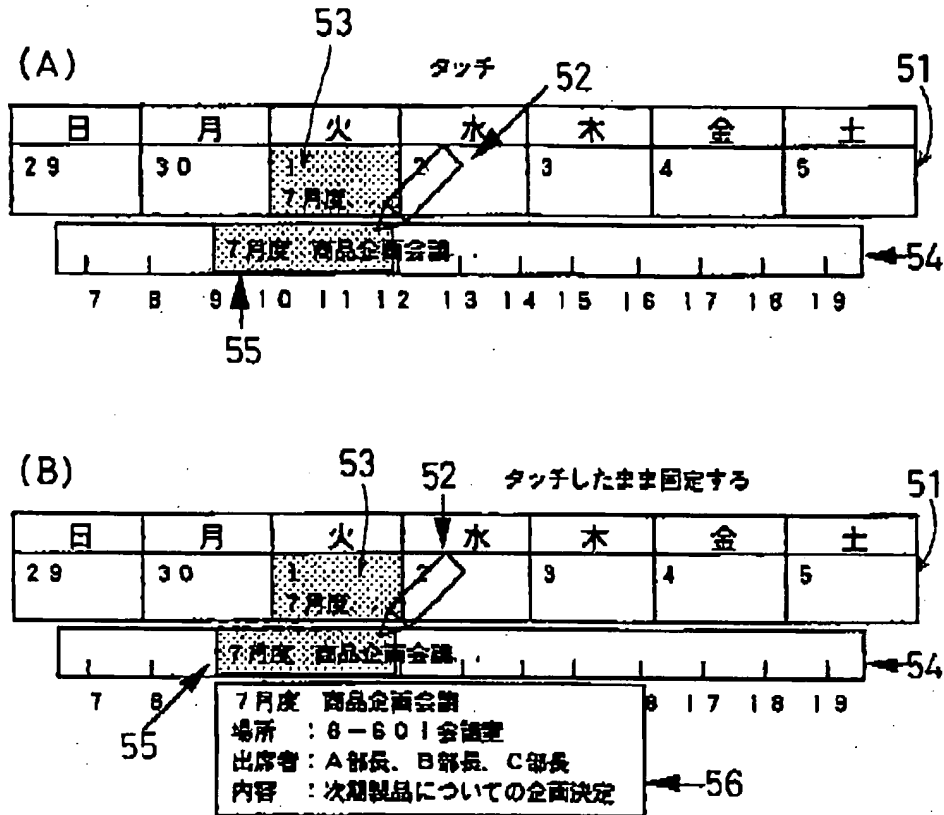 53
(A)
タッチ
52
51
日 月 火 水 木 金 土
29 30 1 2 3 4 5
7月度
7月度 商品企画会議
54
7 8 9 10 11 12 13 14 15 16 17 18 19
55
(B)
53
52
タッチしたまま固定する
51
日 月 火 水 木 金 土
29 30 1 2 3 4 5
7月度
7月度 商品企画会議
54
7 8 6 17 18 19
55
7月度 商品企画会議
場所 :8-601会議室
出席者:A部長、B部長、C部長
内容 :次期製品についての企画決定
56